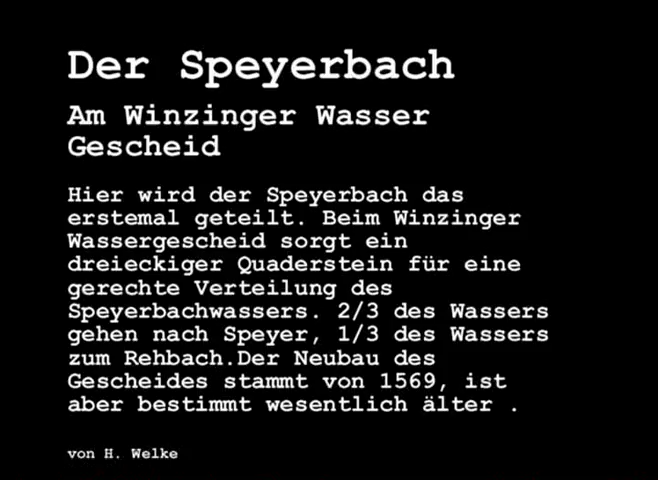 Der Speyerbach
Am Winzinger Wasser
Gescheid
Hier wird der Speyerbach das
erstemal geteilt. Beim Winzinger
Wassergescheid sorgt ein
dreieckiger Quaderstein für eine
gerechte Verteilung des
Speyerbachwassers. 2/3 des Wassers
gehen nach Speyer, 1/3 des Wassers
zum Rehbach.Der Neubau des
Gescheides stammt von 1569, ist
aber bestimmt wesentlich älter .
von H. Welke